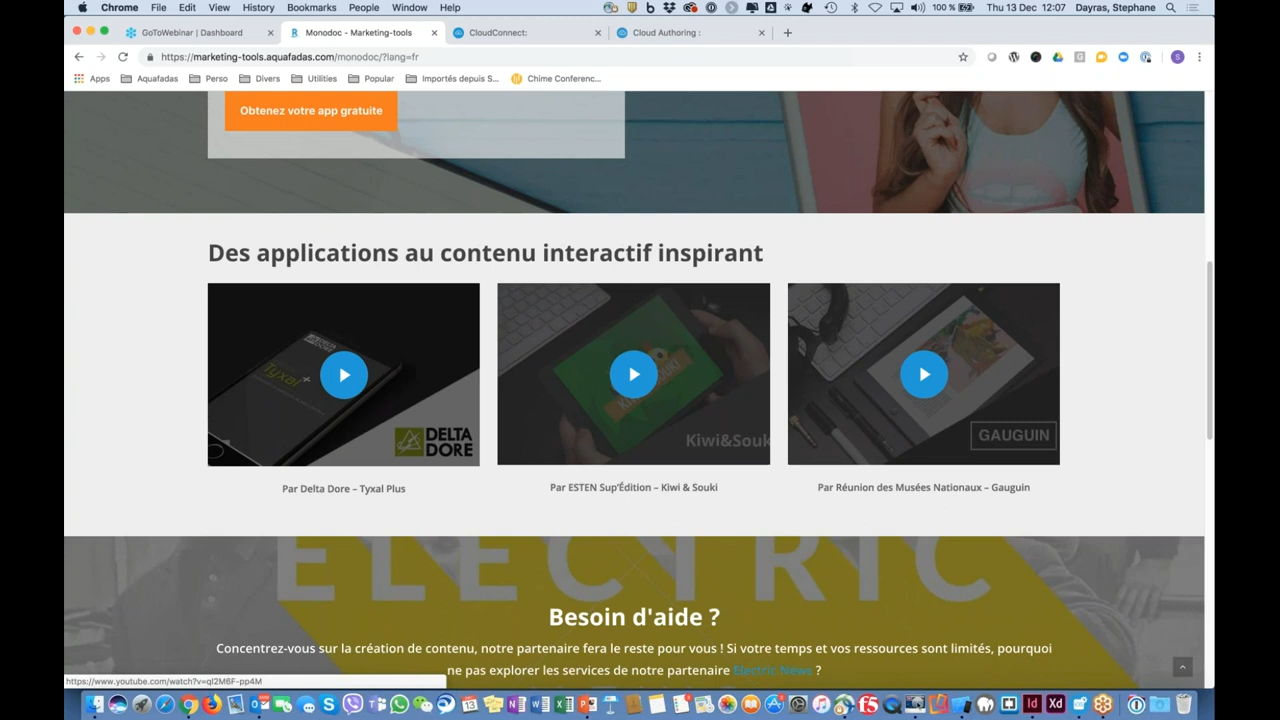 Chrome File Edit View History Bookmarks People Window Help 100 % Thu 13 Dec 12:07 Dayras, Stephane
GoToWebinar | Dashboard Monodoc - Marketing-tools CloudConnect: Cloud Authoring :
https://marketing-tools.aquafadas.com/monodoc/?lang=fr
Apps Aquafadas Perso Divers Utilities Popular Importés depuis S... Chime Conferenc...
Obtenez votre app gratuite
Des applications au contenu interactif inspirant
Tyxal+
DELTA DORE
Kiwi&Souk
GAUGUIN
Par Delta Dore – Tyxal Plus
Par ESTEN Sup'Édition – Kiwi & Souki
Par Réunion des Musées Nationaux – Gauguin
ELECTRIC
Besoin d'aide ?
Concentrez-vous sur la création de contenu, notre partenaire fera le reste pour vous ! Si votre temps et vos ressources sont limités, pourquoi
ne pas explorer les services de notre partenaire Electric News ?
https://www.youtube.com/watch?v=ql2M6F-pp4M